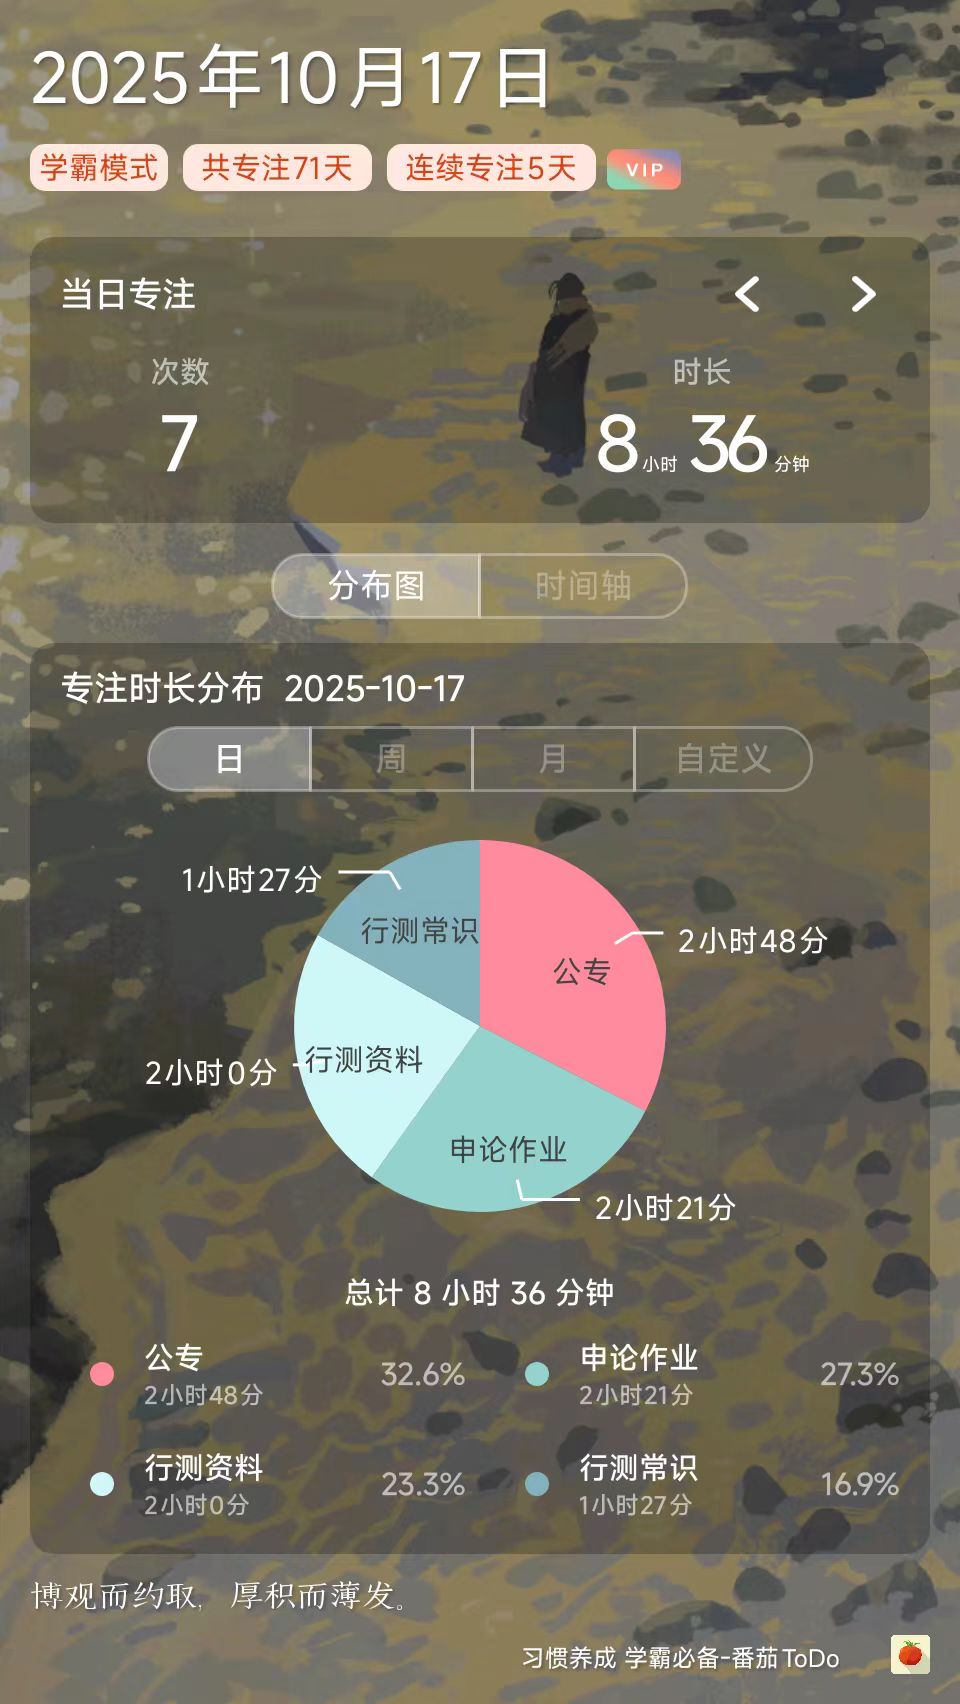 2025年10月17日
学霸模式 共专注71天 连续专注5天 VIP
当日专注
次数 时长
7 8小时 36分钟
分布图 时间轴
专注时长分布 2025-10-17
日 周 月 自定义
1小时27分
行测常识
2小时48分
公专
行测资料
2小时0分
申论作业
2小时21分
总计 8 小时 36 分钟
公专 32.6% 申论作业 27.3%
2小时48分 2小时21分
行测资料 23.3% 行测常识 16.9%
2小时0分 1小时27分
博观而约取，厚积而薄发。
习惯养成 学霸必备-番茄ToDo